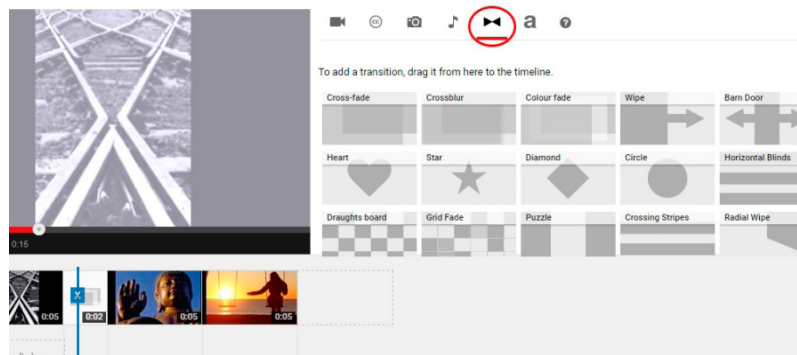 cc
a
?
To add a transition, drag it from here to the timeline.
Cross-fade Crossblur Colour fade Wipe Barn Door
Heart Star Diamond Circle Horizontal Blinds
Draughts board Grid Fade Puzzle Crossing Stripes Radial Wipe
0:15
0:05 0:02 0:05 0:05